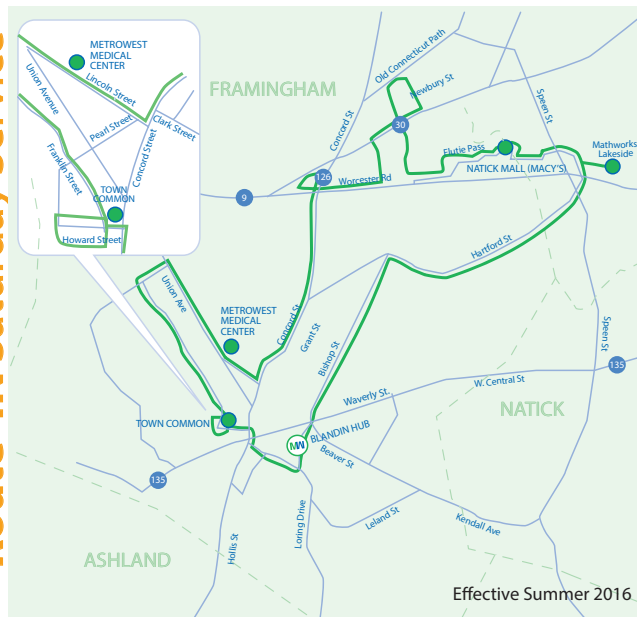 Saturday Service
METROWEST
MEDICAL
CENTER
Lincoln Street
Union Avenue
Pearl Street
Clark Street
Concord Street
Franklin Street
TOWN
COMMON
Howard Street
FRAMINGHAM
Old Connecticut Path
Newbury St
Concord St
30
Speen St
Flutie Pass
Mathworks
Lakeside
NATICK MALL (MACY'S)
126
Worcester Rd
9
Hartford St
Union Ave
METROWEST
MEDICAL
CENTER
Concord St
Grant St
Bishop St
Speen St
135
Waverly St.
W. Central St
NATICK
TOWN COMMON
BLANDIN HUB
MW
Beaver St
135
Leland St
Kendall Ave
Hollis St
Loring Drive
ASHLAND
Effective Summer 2016